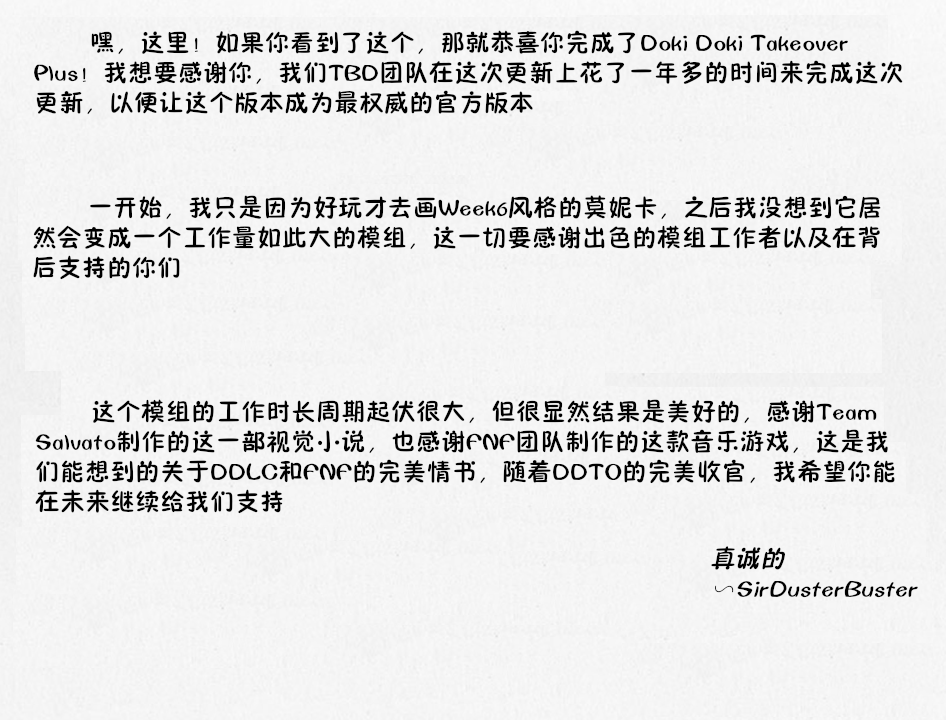 嘿，这里！如果你看到了这个，那就恭喜你完成了Doki Doki Takeover
Plus！我想要感谢你，我们TBD团队在这次更新上花了一年多的时间来完成这次
更新，以便让这个版本成为最权威的官方版本
一开始，我只是因为好玩才去画Week6风格的莫妮卡，之后我没想到它居
然会变成一个工作量如此大的模组，这一切要感谢出色的模组工作者以及在背
后支持的你们
这个模组的工作时长周期起伏很大，但很显然结果是美好的，感谢Team
Salvato制作的这一部视觉小说，也感谢FNF团队制作的这款音乐游戏，这是我
们能想到的关于DDLC和FNF的完美情书，随着DDTO的完美收官，我希望你能
在未来继续给我们支持
真诚的
~SirDusterBuster